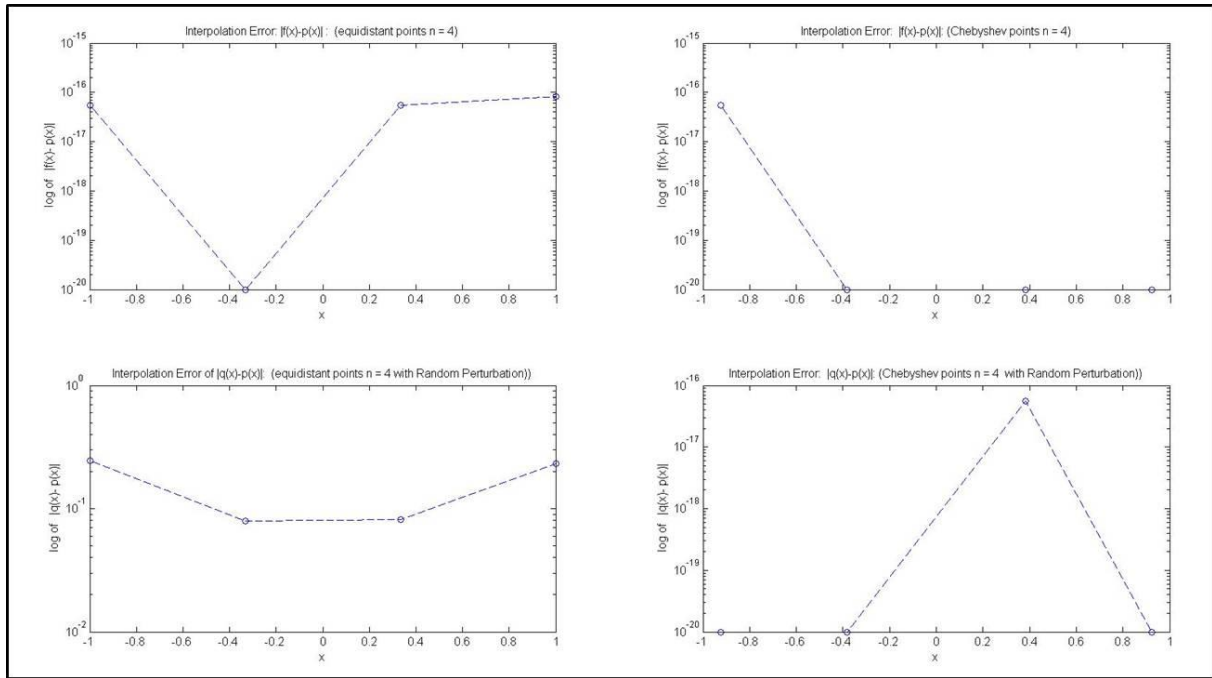 Interpolation Error: |f(x)-p(x)| :  (equidistant points n = 4)
10^-15
10^-16
10^-17
10^-18
10^-19
10^-20
log of  |f(x)- p(x)|
-1 -0.8 -0.6 -0.4 -0.2 0 0.2 0.4 0.6 0.8 1
x
Interpolation Error:  |f(x)-p(x)|: (Chebyshev points n = 4)
10^-15
10^-16
10^-17
10^-18
10^-19
10^-20
log of  |f(x)- p(x)|
-1 -0.8 -0.6 -0.4 -0.2 0 0.2 0.4 0.6 0.8 1
x
Interpolation Error of |q(x)-p(x)|:  (equidistant points n = 4 with Random Perturbation))
10^0
10^-1
10^-2
log of  |q(x)- p(x)|
-1 -0.8 -0.6 -0.4 -0.2 0 0.2 0.4 0.6 0.8 1
x
Interpolation Error:  |q(x)-p(x)|: (Chebyshev points n = 4  with Random Perturbation))
10^-16
10^-17
10^-18
10^-19
10^-20
log of  |q(x)- p(x)|
-1 -0.8 -0.6 -0.4 -0.2 0 0.2 0.4 0.6 0.8 1
x